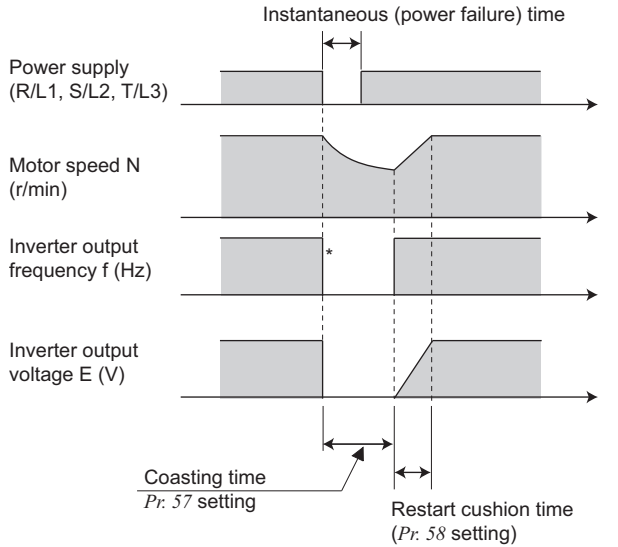 Instantaneous (power failure) time
Power supply
(R/L1, S/L2, T/L3)
Motor speed N
(r/min)
Inverter output
frequency f (Hz)
*
Inverter output
voltage E (V)
Coasting time
Pr. 57 setting
Restart cushion time
(Pr. 58 setting)